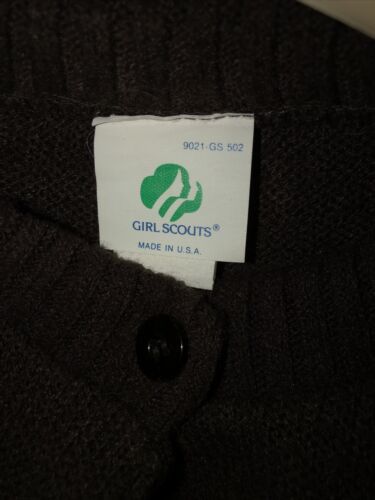 9021-GS 502
GIRL SCOUTS®
MADE IN U.S.A.